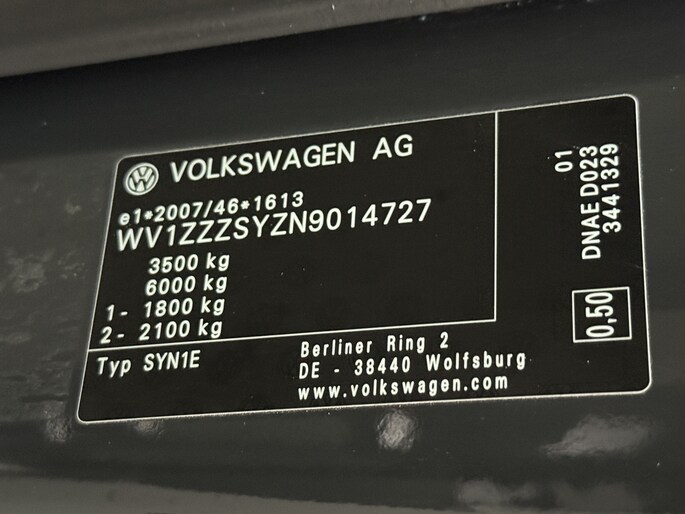 VOLKSWAGEN AG
e1*2007/46*1613
WV1ZZZSYZN9014727
3500 kg
6000 kg
1- 1800 kg
2- 2100 kg
Typ SYN1E
Berliner Ring 2
DE - 38440 Wolfsburg
www.volkswagen.com
01
DNAE D023
3441329
0,50